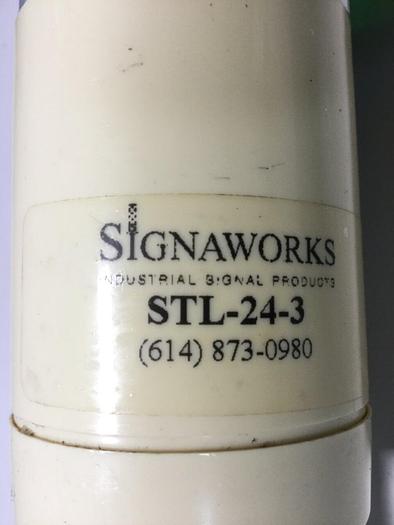 SIGNAWORKS
INDUSTRIAL SIGNAL PRODUCTS
STL-24-3
(614) 873-0980